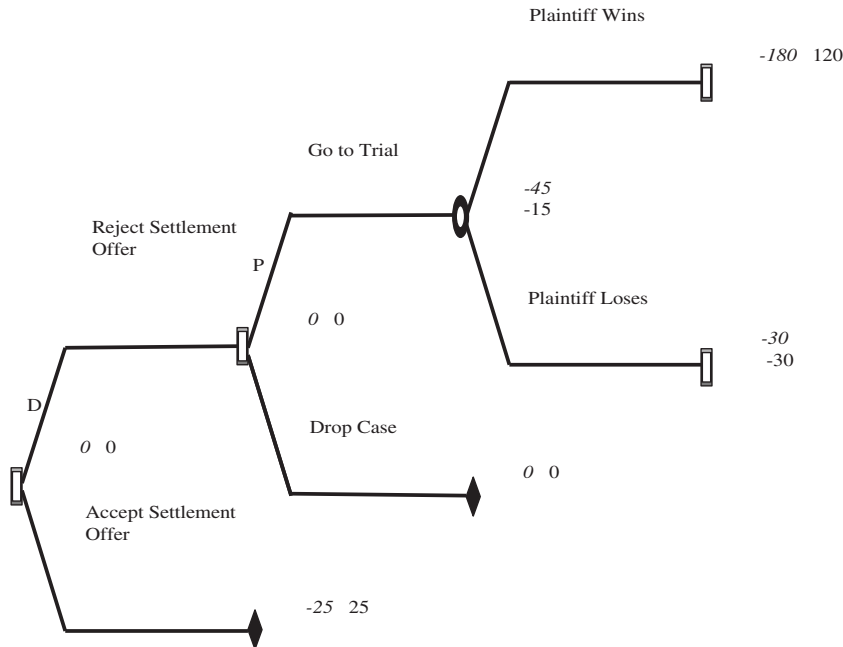 Plaintiff Wins
-180 120
Go to Trial
-45
-15
Reject Settlement
Offer
P
Plaintiff Loses
0 0
-30
-30
D
Drop Case
0 0
0 0
Accept Settlement
Offer
-25 25